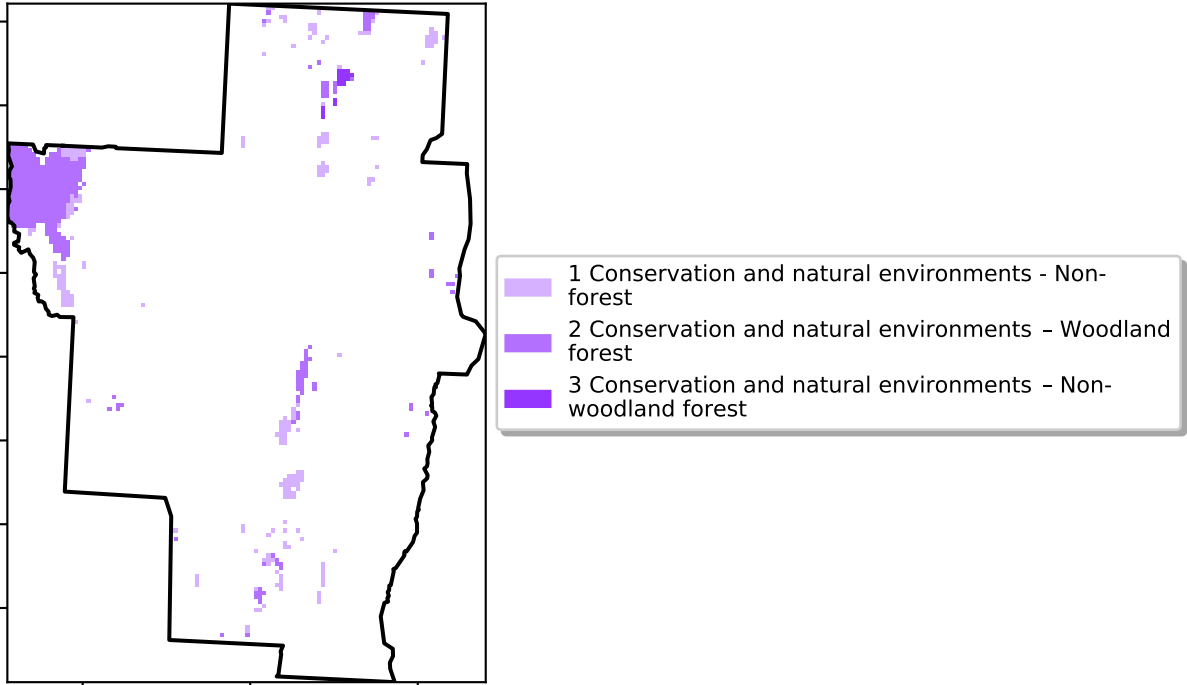 1 Conservation and natural environments - Non-
forest
2 Conservation and natural environments – Woodland
forest
3 Conservation and natural environments – Non-
woodland forest